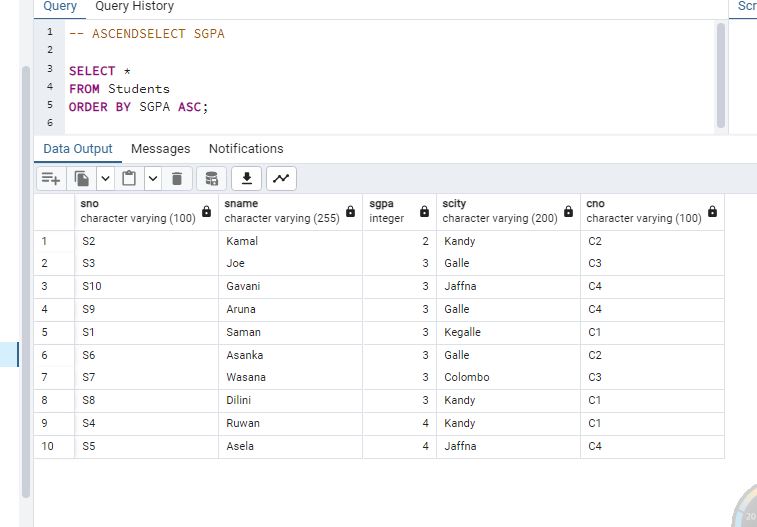 Query Query History Scr
1 -- ASCENDSELECT SGPA
2
3 SELECT *
4 FROM Students
5 ORDER BY SGPA ASC;
6
Data Output Messages Notifications
sno sname sgpa scity cno
character varying (100) character varying (255) integer character varying (200) character varying (100)
1 S2 Kamal 2 Kandy C2
2 S3 Joe 3 Galle C3
3 S10 Gavani 3 Jaffna C4
4 S9 Aruna 3 Galle C4
5 S1 Saman 3 Kegalle C1
6 S6 Asanka 3 Galle C2
7 S7 Wasana 3 Colombo C3
8 S8 Dilini 3 Kandy C1
9 S4 Ruwan 4 Kandy C1
10 S5 Asela 4 Jaffna C4